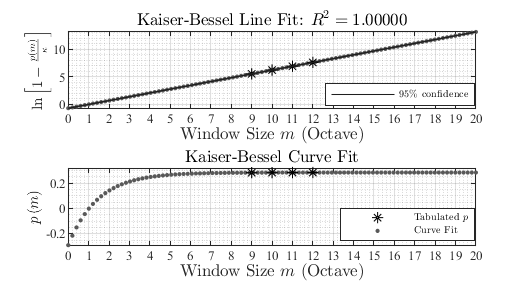 Kaiser-Bessel Line Fit: R² = 1.00000
ln [1 − p(m)/κ]
10
5
0
95% confidence
0 1 2 3 4 5 6 7 8 9 10 11 12 13 14 15 16 17 18 19 20
Window Size m (Octave)
Kaiser-Bessel Curve Fit
p(m)
0.2
0
-0.2
Tabulated p
Curve Fit
0 1 2 3 4 5 6 7 8 9 10 11 12 13 14 15 16 17 18 19 20
Window Size m (Octave)